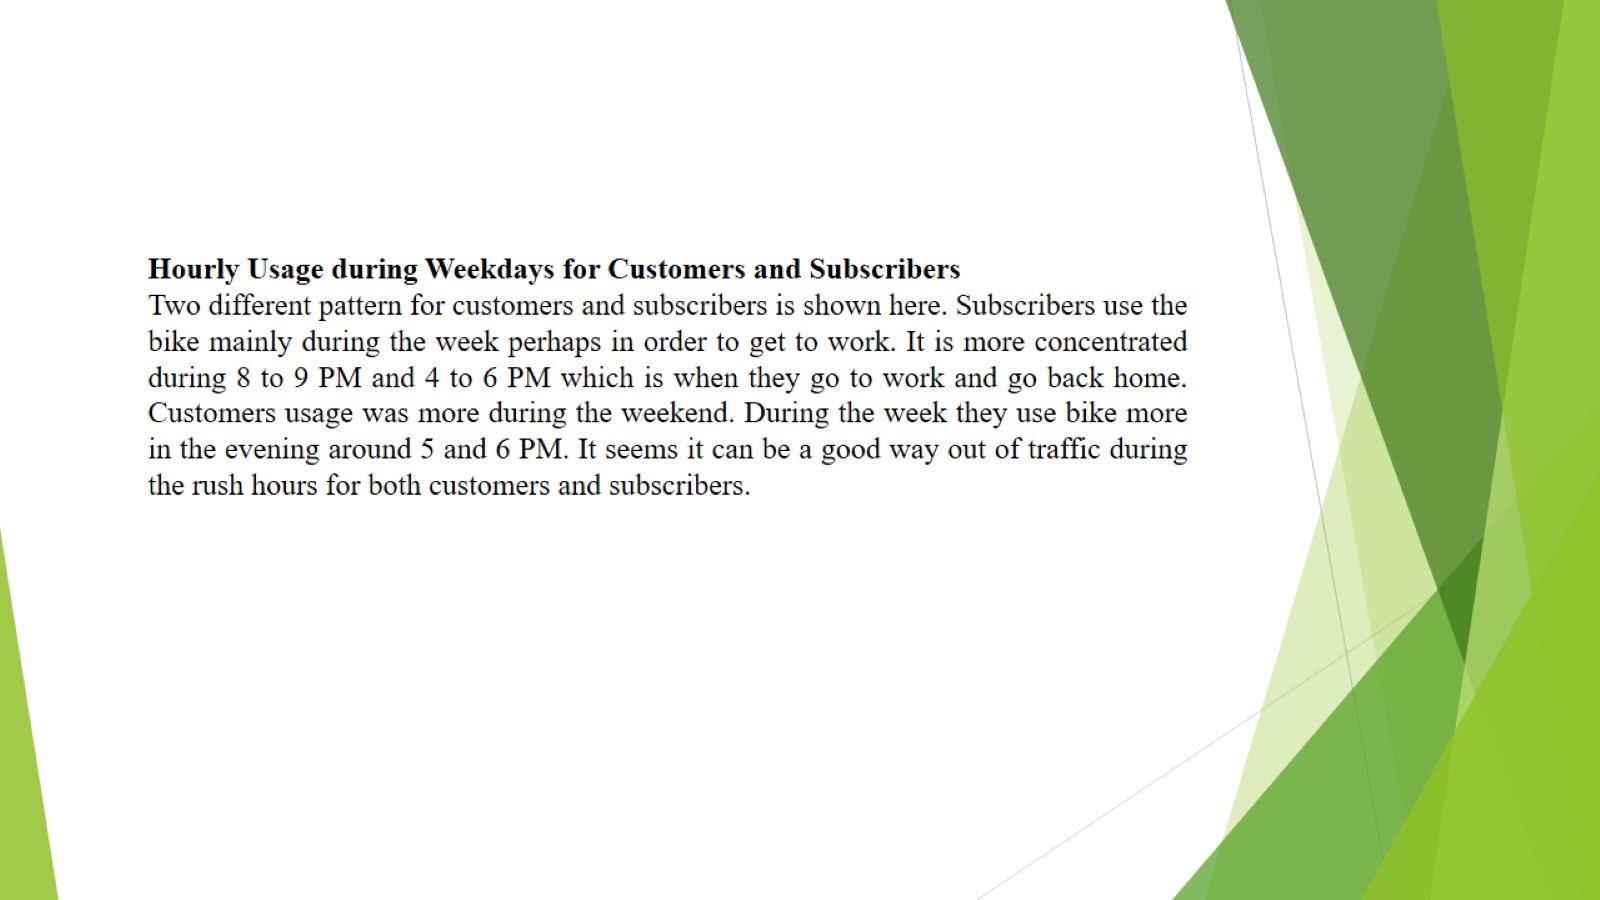 Hourly Usage during Weekdays for Customers and Subscribers
Two different pattern for customers and subscribers is shown here. Subscribers use the
bike mainly during the week perhaps in order to get to work. It is more concentrated
during 8 to 9 PM and 4 to 6 PM which is when they go to work and go back home.
Customers usage was more during the weekend. During the week they use bike more
in the evening around 5 and 6 PM. It seems it can be a good way out of traffic during
the rush hours for both customers and subscribers.